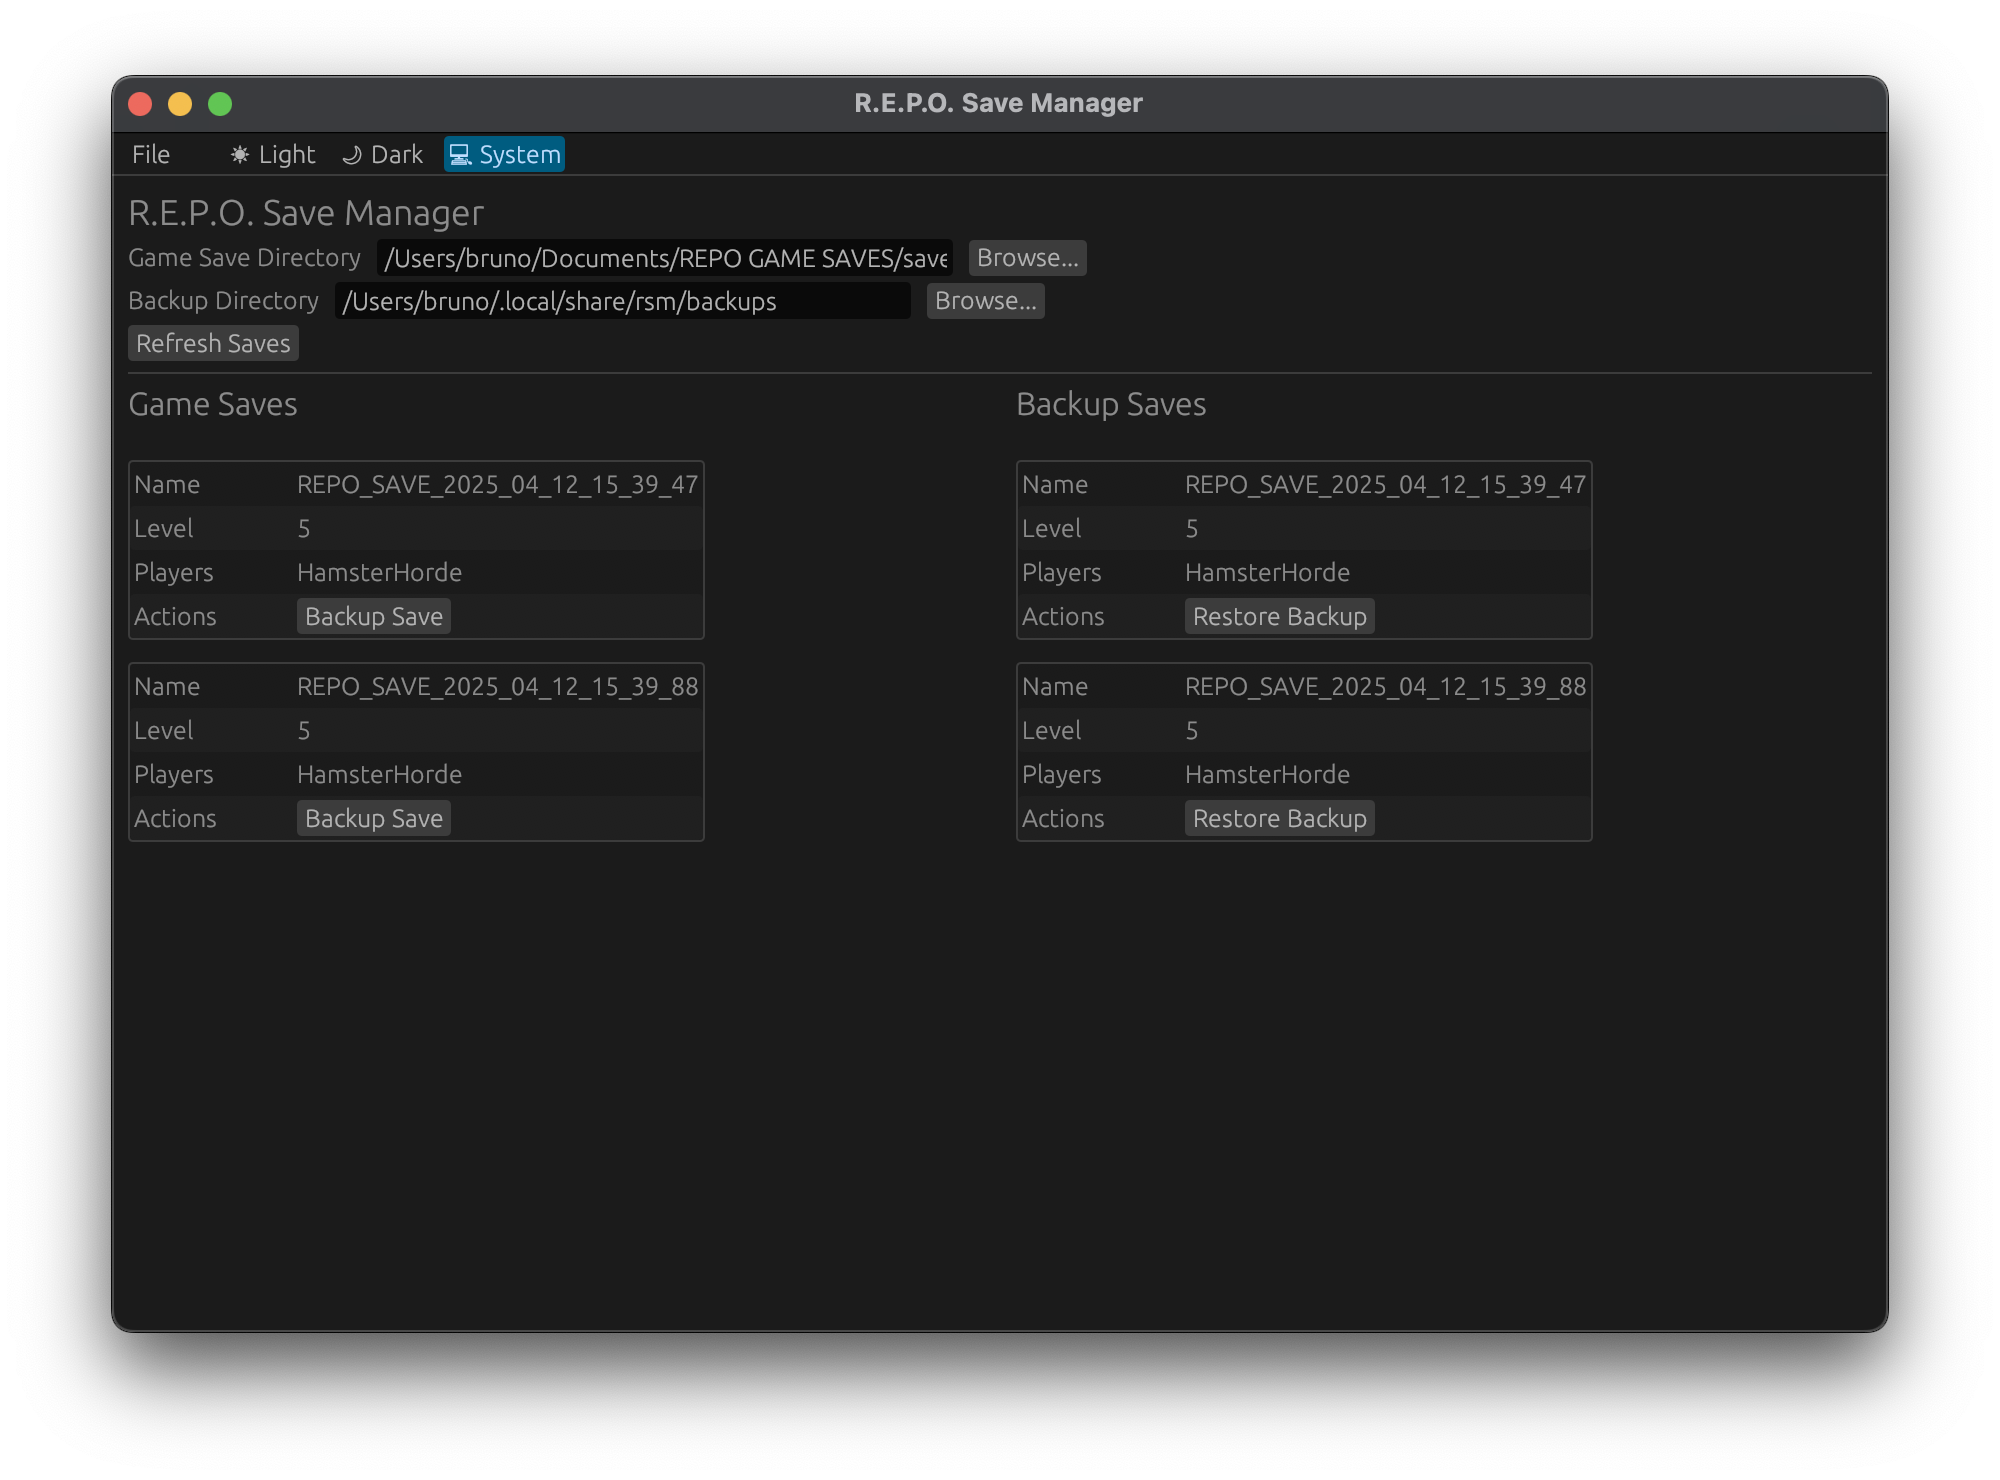 R.E.P.O. Save Manager
File Light Dark System
R.E.P.O. Save Manager
Game Save Directory /Users/bruno/Documents/REPO GAME SAVES/save Browse...
Backup Directory /Users/bruno/.local/share/rsm/backups Browse...
Refresh Saves
Game Saves
Name REPO_SAVE_2025_04_12_15_39_47
Level 5
Players HamsterHorde
Actions Backup Save
Name REPO_SAVE_2025_04_12_15_39_88
Level 5
Players HamsterHorde
Actions Backup Save
Backup Saves
Name REPO_SAVE_2025_04_12_15_39_47
Level 5
Players HamsterHorde
Actions Restore Backup
Name REPO_SAVE_2025_04_12_15_39_88
Level 5
Players HamsterHorde
Actions Restore Backup